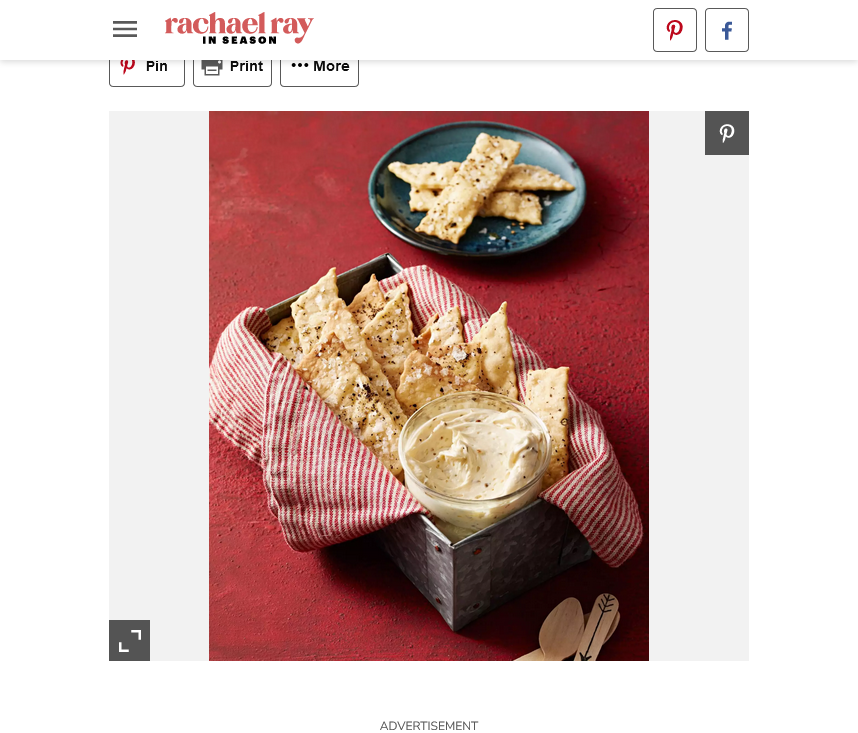 rachael ray
IN SEASON
Pin
Print
••• More
ADVERTISEMENT